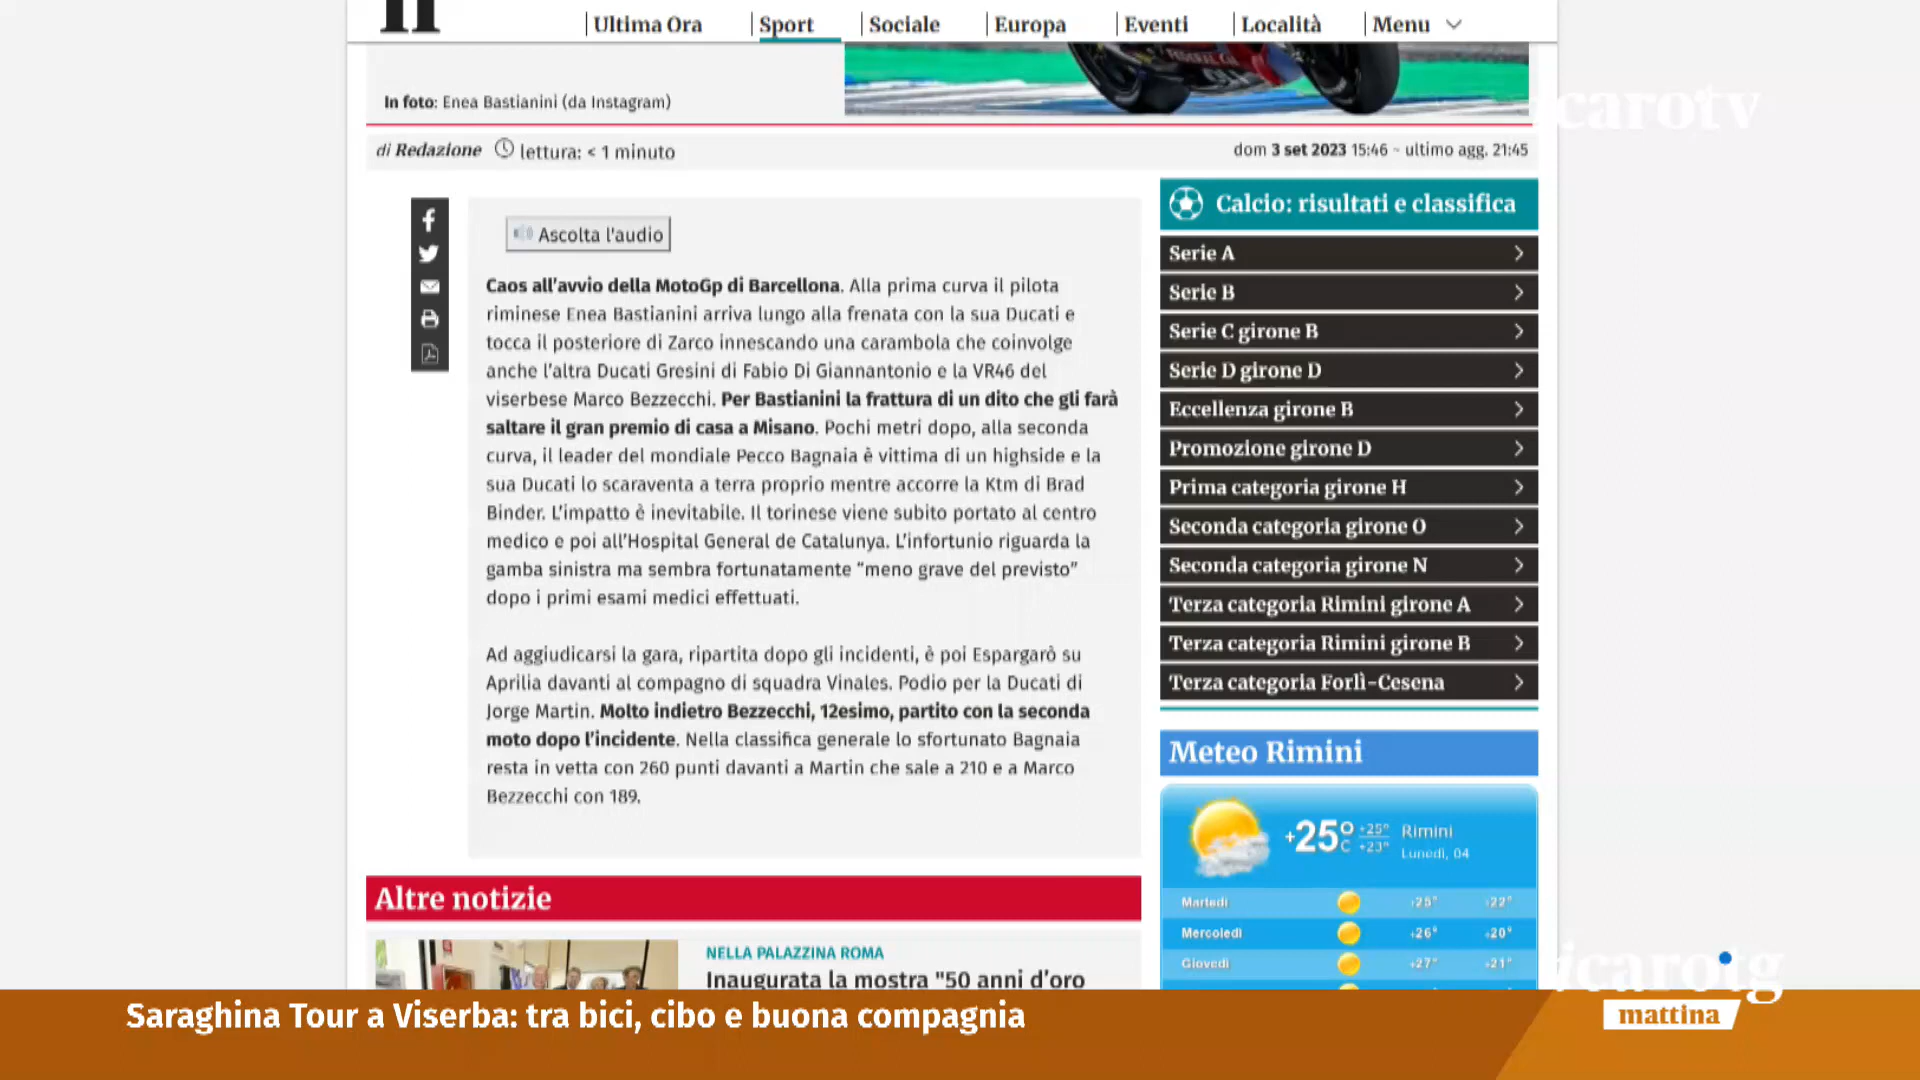 Ultima Ora
Sport
Sociale
Europa
Eventi
Località
Menu
In foto: Enea Bastianini (da Instagram)
carotv
di Redazione lettura: < 1 minuto
dom 3 set 2023 15:46 ~ ultimo agg. 21:45
Ascolta l'audio
Caos all’avvio della MotoGp di Barcellona. Alla prima curva il pilota
riminese Enea Bastianini arriva lungo alla frenata con la sua Ducati e
tocca il posteriore di Zarco innescando una carambola che coinvolge
anche l’altra Ducati Gresini di Fabio Di Giannantonio e la VR46 del
viserbese Marco Bezzecchi. Per Bastianini la frattura di un dito che gli farà
saltare il gran premio di casa a Misano. Pochi metri dopo, alla seconda
curva, il leader del mondiale Pecco Bagnaia è vittima di un highside e la
sua Ducati lo scaraventa a terra proprio mentre accorre la Ktm di Brad
Binder. L’impatto è inevitabile. Il torinese viene subito portato al centro
medico e poi all’Hospital General de Catalunya. L’infortunio riguarda la
gamba sinistra ma sembra fortunatamente “meno grave del previsto”
dopo i primi esami medici effettuati.
Ad aggiudicarsi la gara, ripartita dopo gli incidenti, è poi Espargarò su
Aprilia davanti al compagno di squadra Vinales. Podio per la Ducati di
Jorge Martin. Molto indietro Bezzecchi, 12esimo, partito con la seconda
moto dopo l’incidente. Nella classifica generale lo sfortunato Bagnaia
resta in vetta con 260 punti davanti a Martin che sale a 210 e a Marco
Bezzecchi con 189.
Calcio: risultati e classifica
Serie A
Serie B
Serie C girone B
Serie D girone D
Eccellenza girone B
Promozione girone D
Prima categoria girone H
Seconda categoria girone O
Seconda categoria girone N
Terza categoria Rimini girone A
Terza categoria Rimini girone B
Terza categoria Forlì-Cesena
Meteo Rimini
+25°C +25° +23° Rimini
Lunedì, 04
Martedì +25° +22°
Mercoledì +26° +20°
Giovedì +27° +21°
Altre notizie
NELLA PALAZZINA ROMA
Inaugurata la mostra "50 anni d’oro
icarotg
mattina
Saraghina Tour a Viserba: tra bici, cibo e buona compagnia